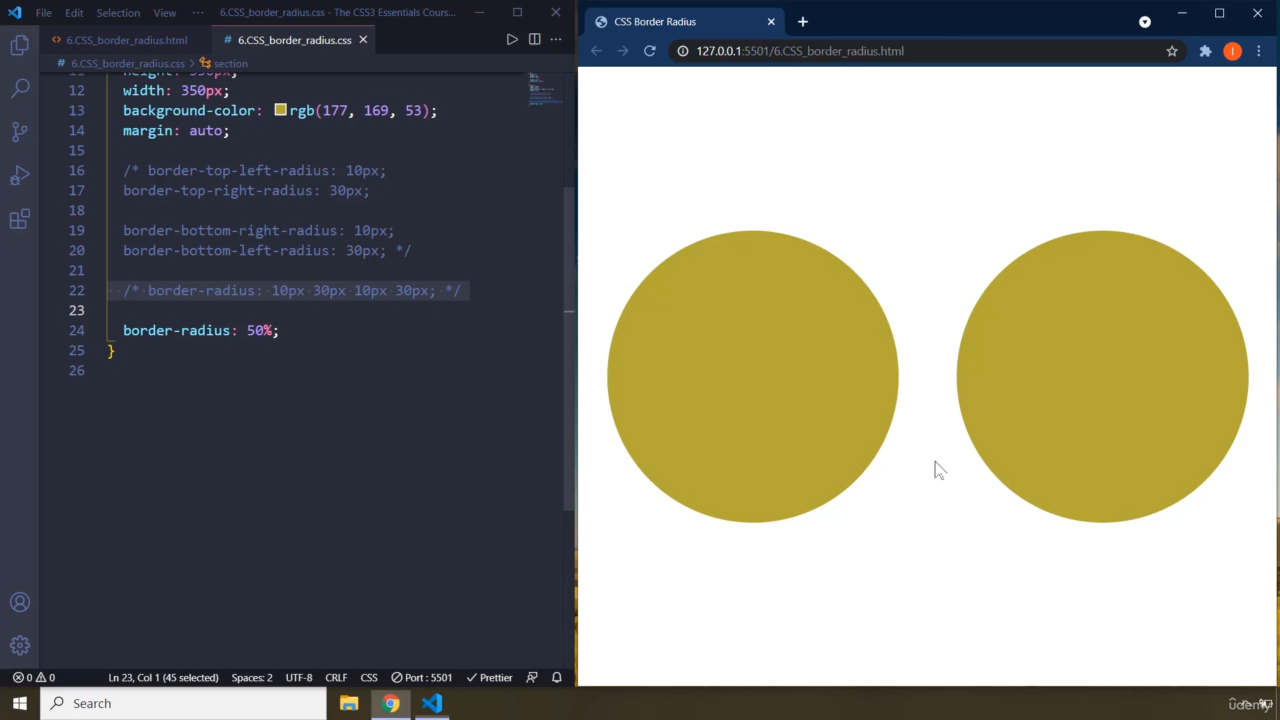 File Edit Selection View ··· 6.CSS_border_radius.css - The CSS3 Essentials Cours...
6.CSS_border_radius.html
# 6.CSS_border_radius.css
# 6.CSS_border_radius.css > section
12 width: 350px;
13 background-color: rgb(177, 169, 53);
14 margin: auto;
15
16 /* border-top-left-radius: 10px;
17 border-top-right-radius: 30px;
18
19 border-bottom-right-radius: 10px;
20 border-bottom-left-radius: 30px; */
21
22 /* border-radius: 10px 30px 10px 30px; */
23
24 border-radius: 50%;
25 }
26
0 0 Ln 23, Col 1 (45 selected) Spaces: 2 UTF-8 CRLF CSS Port : 5501 Prettier
CSS Border Radius
127.0.0.1:5501/6.CSS_border_radius.html
I
Search
udemy